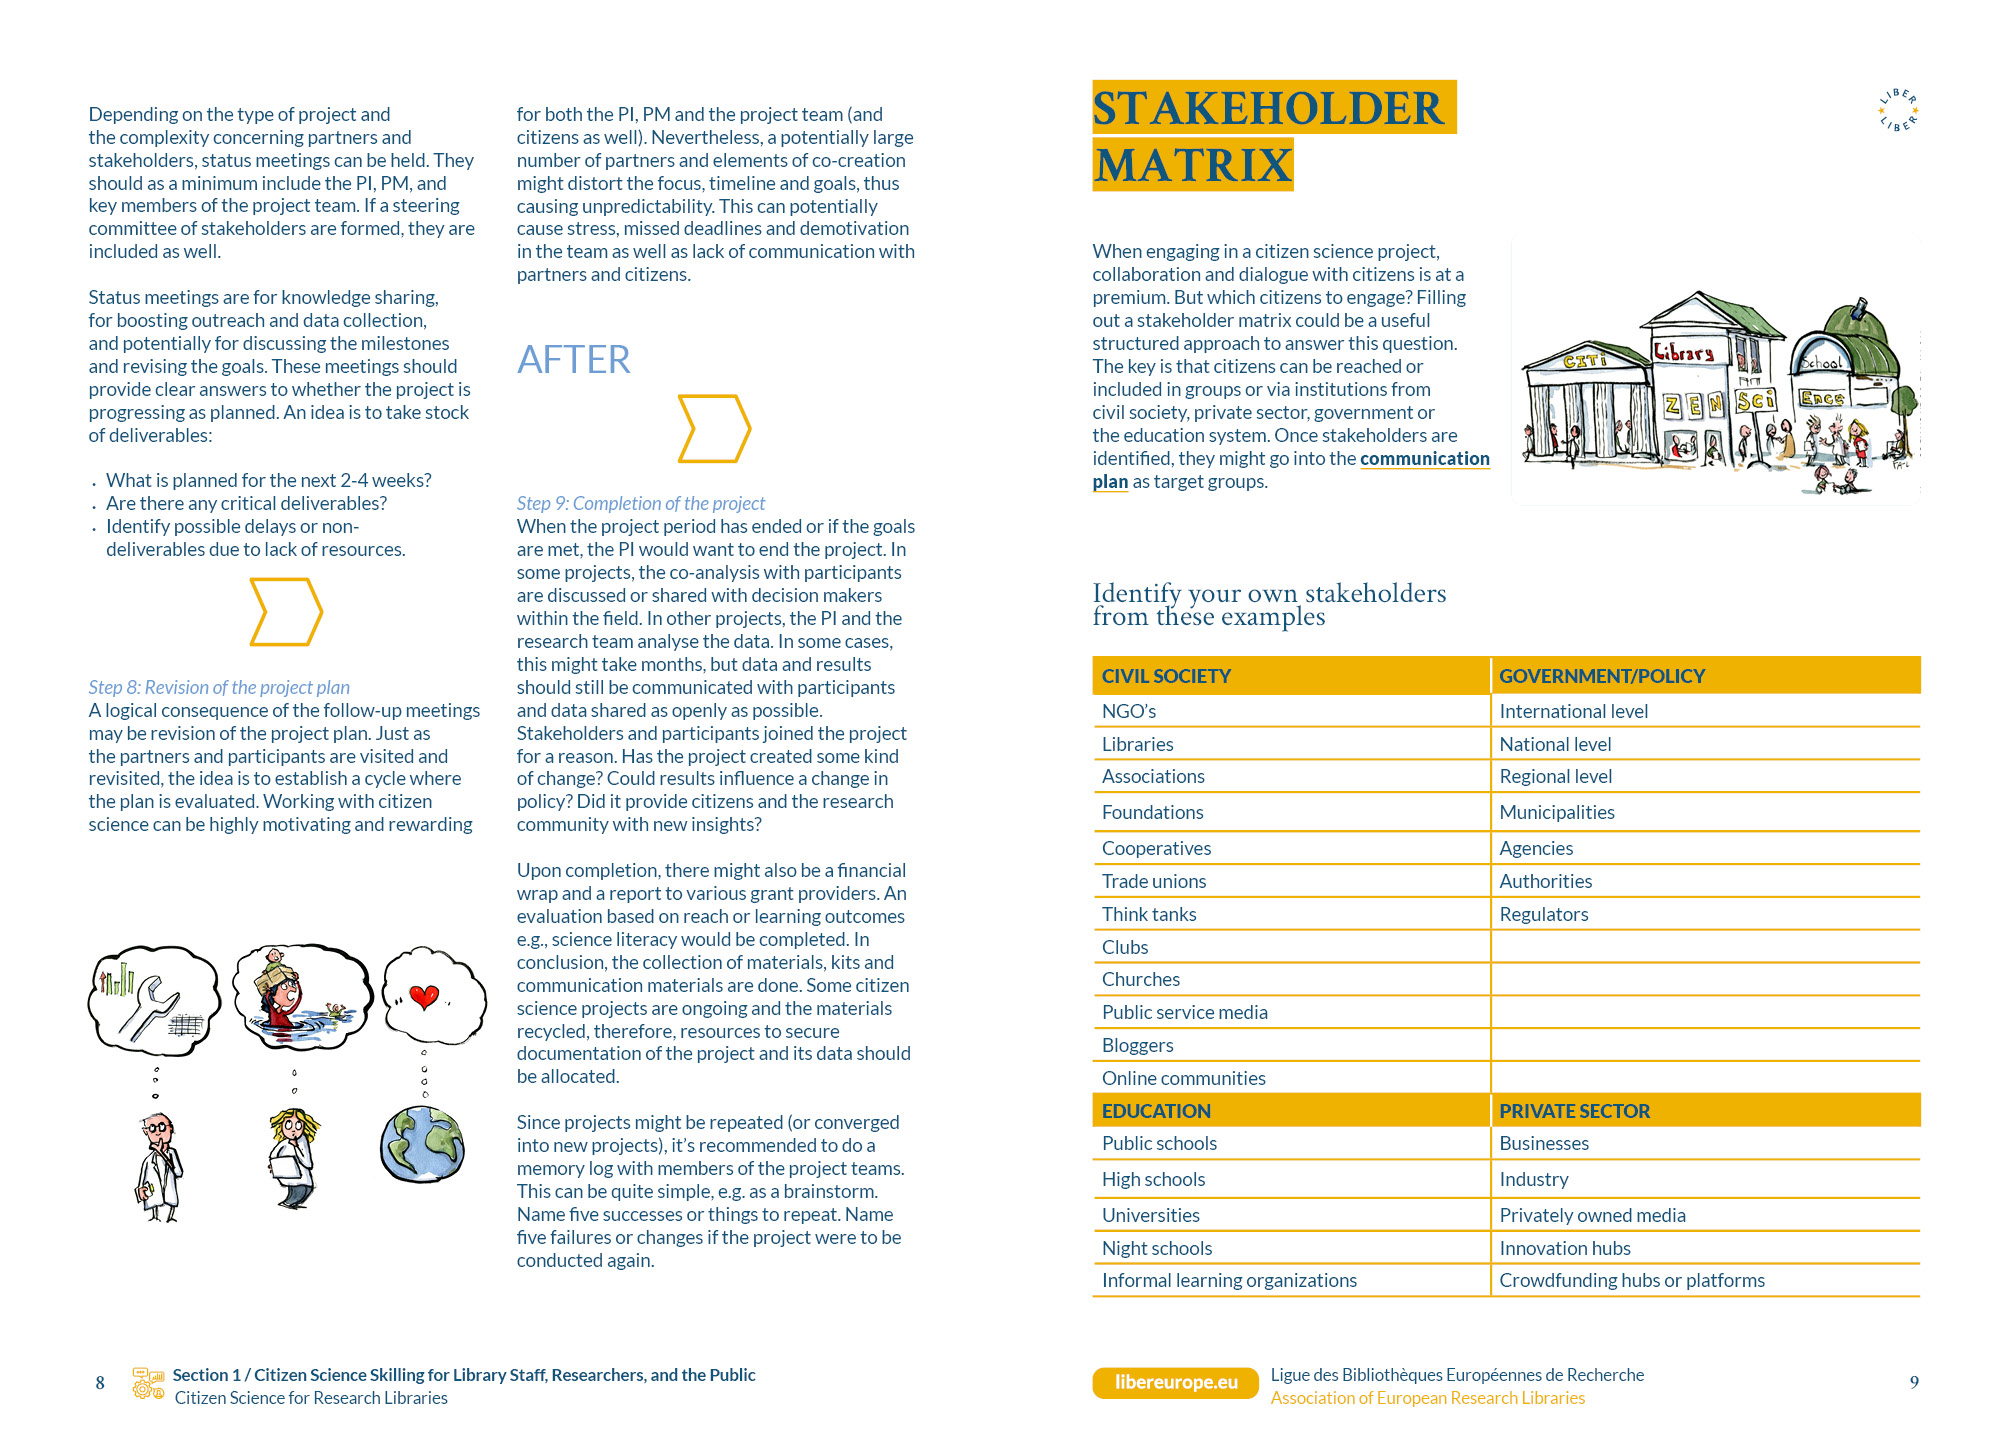 Depending on the type of project and
the complexity concerning partners and
stakeholders, status meetings can be held. They
should as a minimum include the PI, PM, and
key members of the project team. If a steering
committee of stakeholders are formed, they are
included as well.
Status meetings are for knowledge sharing,
for boosting outreach and data collection,
and potentially for discussing the milestones
and revising the goals. These meetings should
provide clear answers to whether the project is
progressing as planned. An idea is to take stock
of deliverables:
• What is planned for the next 2-4 weeks?
• Are there any critical deliverables?
• Identify possible delays or non-
deliverables due to lack of resources.
Step 8: Revision of the project plan
A logical consequence of the follow-up meetings
may be revision of the project plan. Just as
the partners and participants are visited and
revisited, the idea is to establish a cycle where
the plan is evaluated. Working with citizen
science can be highly motivating and rewarding
for both the PI, PM and the project team (and
citizens as well). Nevertheless, a potentially large
number of partners and elements of co-creation
might distort the focus, timeline and goals, thus
causing unpredictability. This can potentially
cause stress, missed deadlines and demotivation
in the team as well as lack of communication with
partners and citizens.
AFTER
Step 9: Completion of the project
When the project period has ended or if the goals
are met, the PI would want to end the project. In
some projects, the co-analysis with participants
are discussed or shared with decision makers
within the field. In other projects, the PI and the
research team analyse the data. In some cases,
this might take months, but data and results
should still be communicated with participants
and data shared as openly as possible.
Stakeholders and participants joined the project
for a reason. Has the project created some kind
of change? Could results influence a change in
policy? Did it provide citizens and the research
community with new insights?
Upon completion, there might also be a financial
wrap and a report to various grant providers. An
evaluation based on reach or learning outcomes
e.g., science literacy would be completed. In
conclusion, the collection of materials, kits and
communication materials are done. Some citizen
science projects are ongoing and the materials
recycled, therefore, resources to secure
documentation of the project and its data should
be allocated.
Since projects might be repeated (or converged
into new projects), it's recommended to do a
memory log with members of the project teams.
This can be quite simple, e.g. as a brainstorm.
Name five successes or things to repeat. Name
five failures or changes if the project were to be
conducted again.
8
Section 1 / Citizen Science Skilling for Library Staff, Researchers, and the Public
Citizen Science for Research Libraries
STAKEHOLDER
MATRIX
LIBER
LIBER
When engaging in a citizen science project,
collaboration and dialogue with citizens is at a
premium. But which citizens to engage? Filling
out a stakeholder matrix could be a useful
structured approach to answer this question.
The key is that citizens can be reached or
included in groups or via institutions from
civil society, private sector, government or
the education system. Once stakeholders are
identified, they might go into the communication
plan as target groups.
CITI
Library
School
ZEN
SCI
ENCE
Identify your own stakeholders
from these examples
CIVIL SOCIETY GOVERNMENT/POLICY
NGO's International level
Libraries National level
Associations Regional level
Foundations Municipalities
Cooperatives Agencies
Trade unions Authorities
Think tanks Regulators
Clubs
Churches
Public service media
Bloggers
Online communities
EDUCATION PRIVATE SECTOR
Public schools Businesses
High schools Industry
Universities Privately owned media
Night schools Innovation hubs
Informal learning organizations Crowdfunding hubs or platforms
libereurope.eu
Ligue des Bibliothèques Européennes de Recherche
Association of European Research Libraries
9